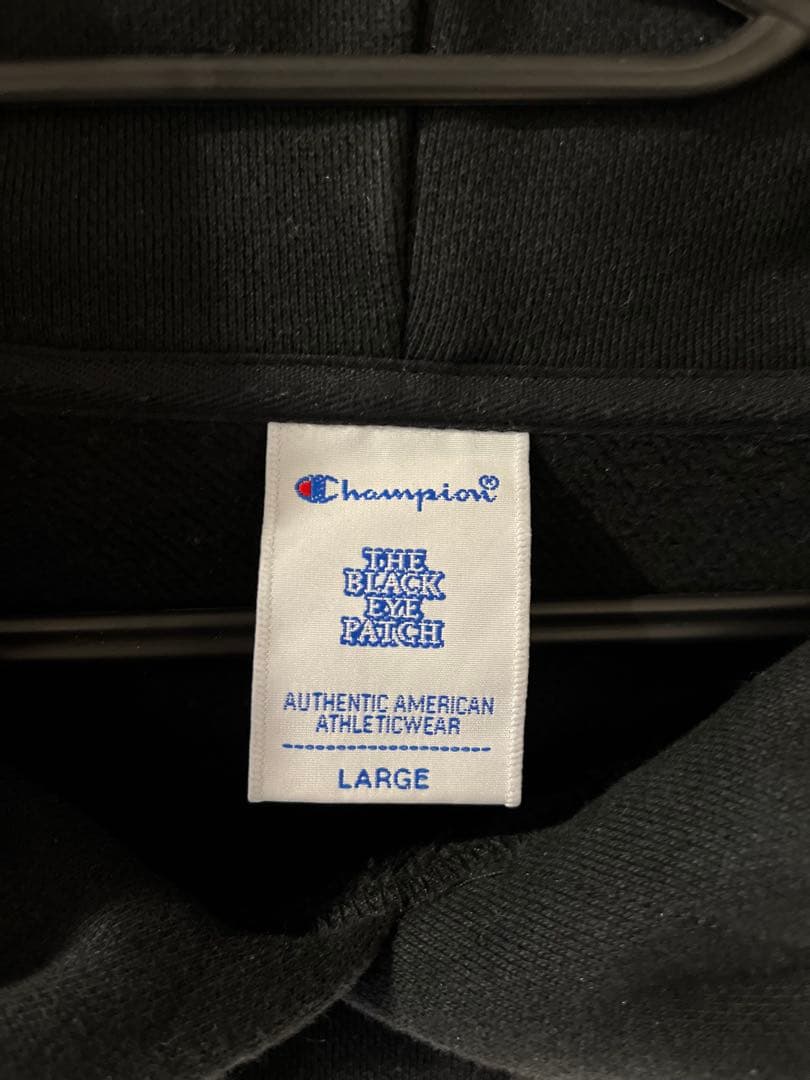 Champion®
THE
BLACK
EYE
PATCH
AUTHENTIC AMERICAN
ATHLETICWEAR
LARGE